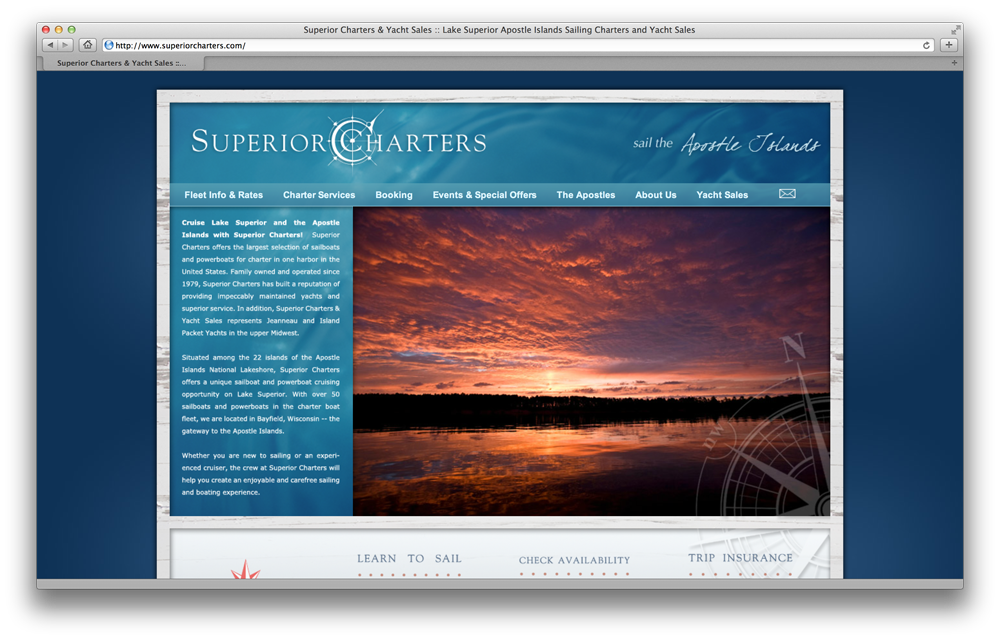 Superior Charters & Yacht Sales :: Lake Superior Apostle Islands Sailing Charters and Yacht Sales
http://www.superiorcharters.com/
Superior Charters & Yacht Sales ::...
SUPERIOR CHARTERS
sail the Apostle Islands
Fleet Info & Rates Charter Services Booking Events & Special Offers The Apostles About Us Yacht Sales
Cruise Lake Superior and the Apostle
Islands with Superior Charters! Superior
Charters offers the largest selection of sailboats
and powerboats for charter in one harbor in the
United States. Family owned and operated since
1979, Superior Charters has built a reputation of
providing impeccably maintained yachts and
superior service. In addition, Superior Charters &
Yacht Sales represents Jeanneau and Island
Packet Yachts in the upper Midwest.
Situated among the 22 islands of the Apostle
Islands National Lakeshore, Superior Charters
offers a unique sailboat and powerboat cruising
opportunity on Lake Superior. With over 50
sailboats and powerboats in the charter boat
fleet, we are located in Bayfield, Wisconsin -- the
gateway to the Apostle Islands.
Whether you are new to sailing or an experi-
enced cruiser, the crew at Superior Charters will
help you create an enjoyable and carefree sailing
and boating experience.
N
NW
LEARN TO SAIL
CHECK AVAILABILITY
TRIP INSURANCE